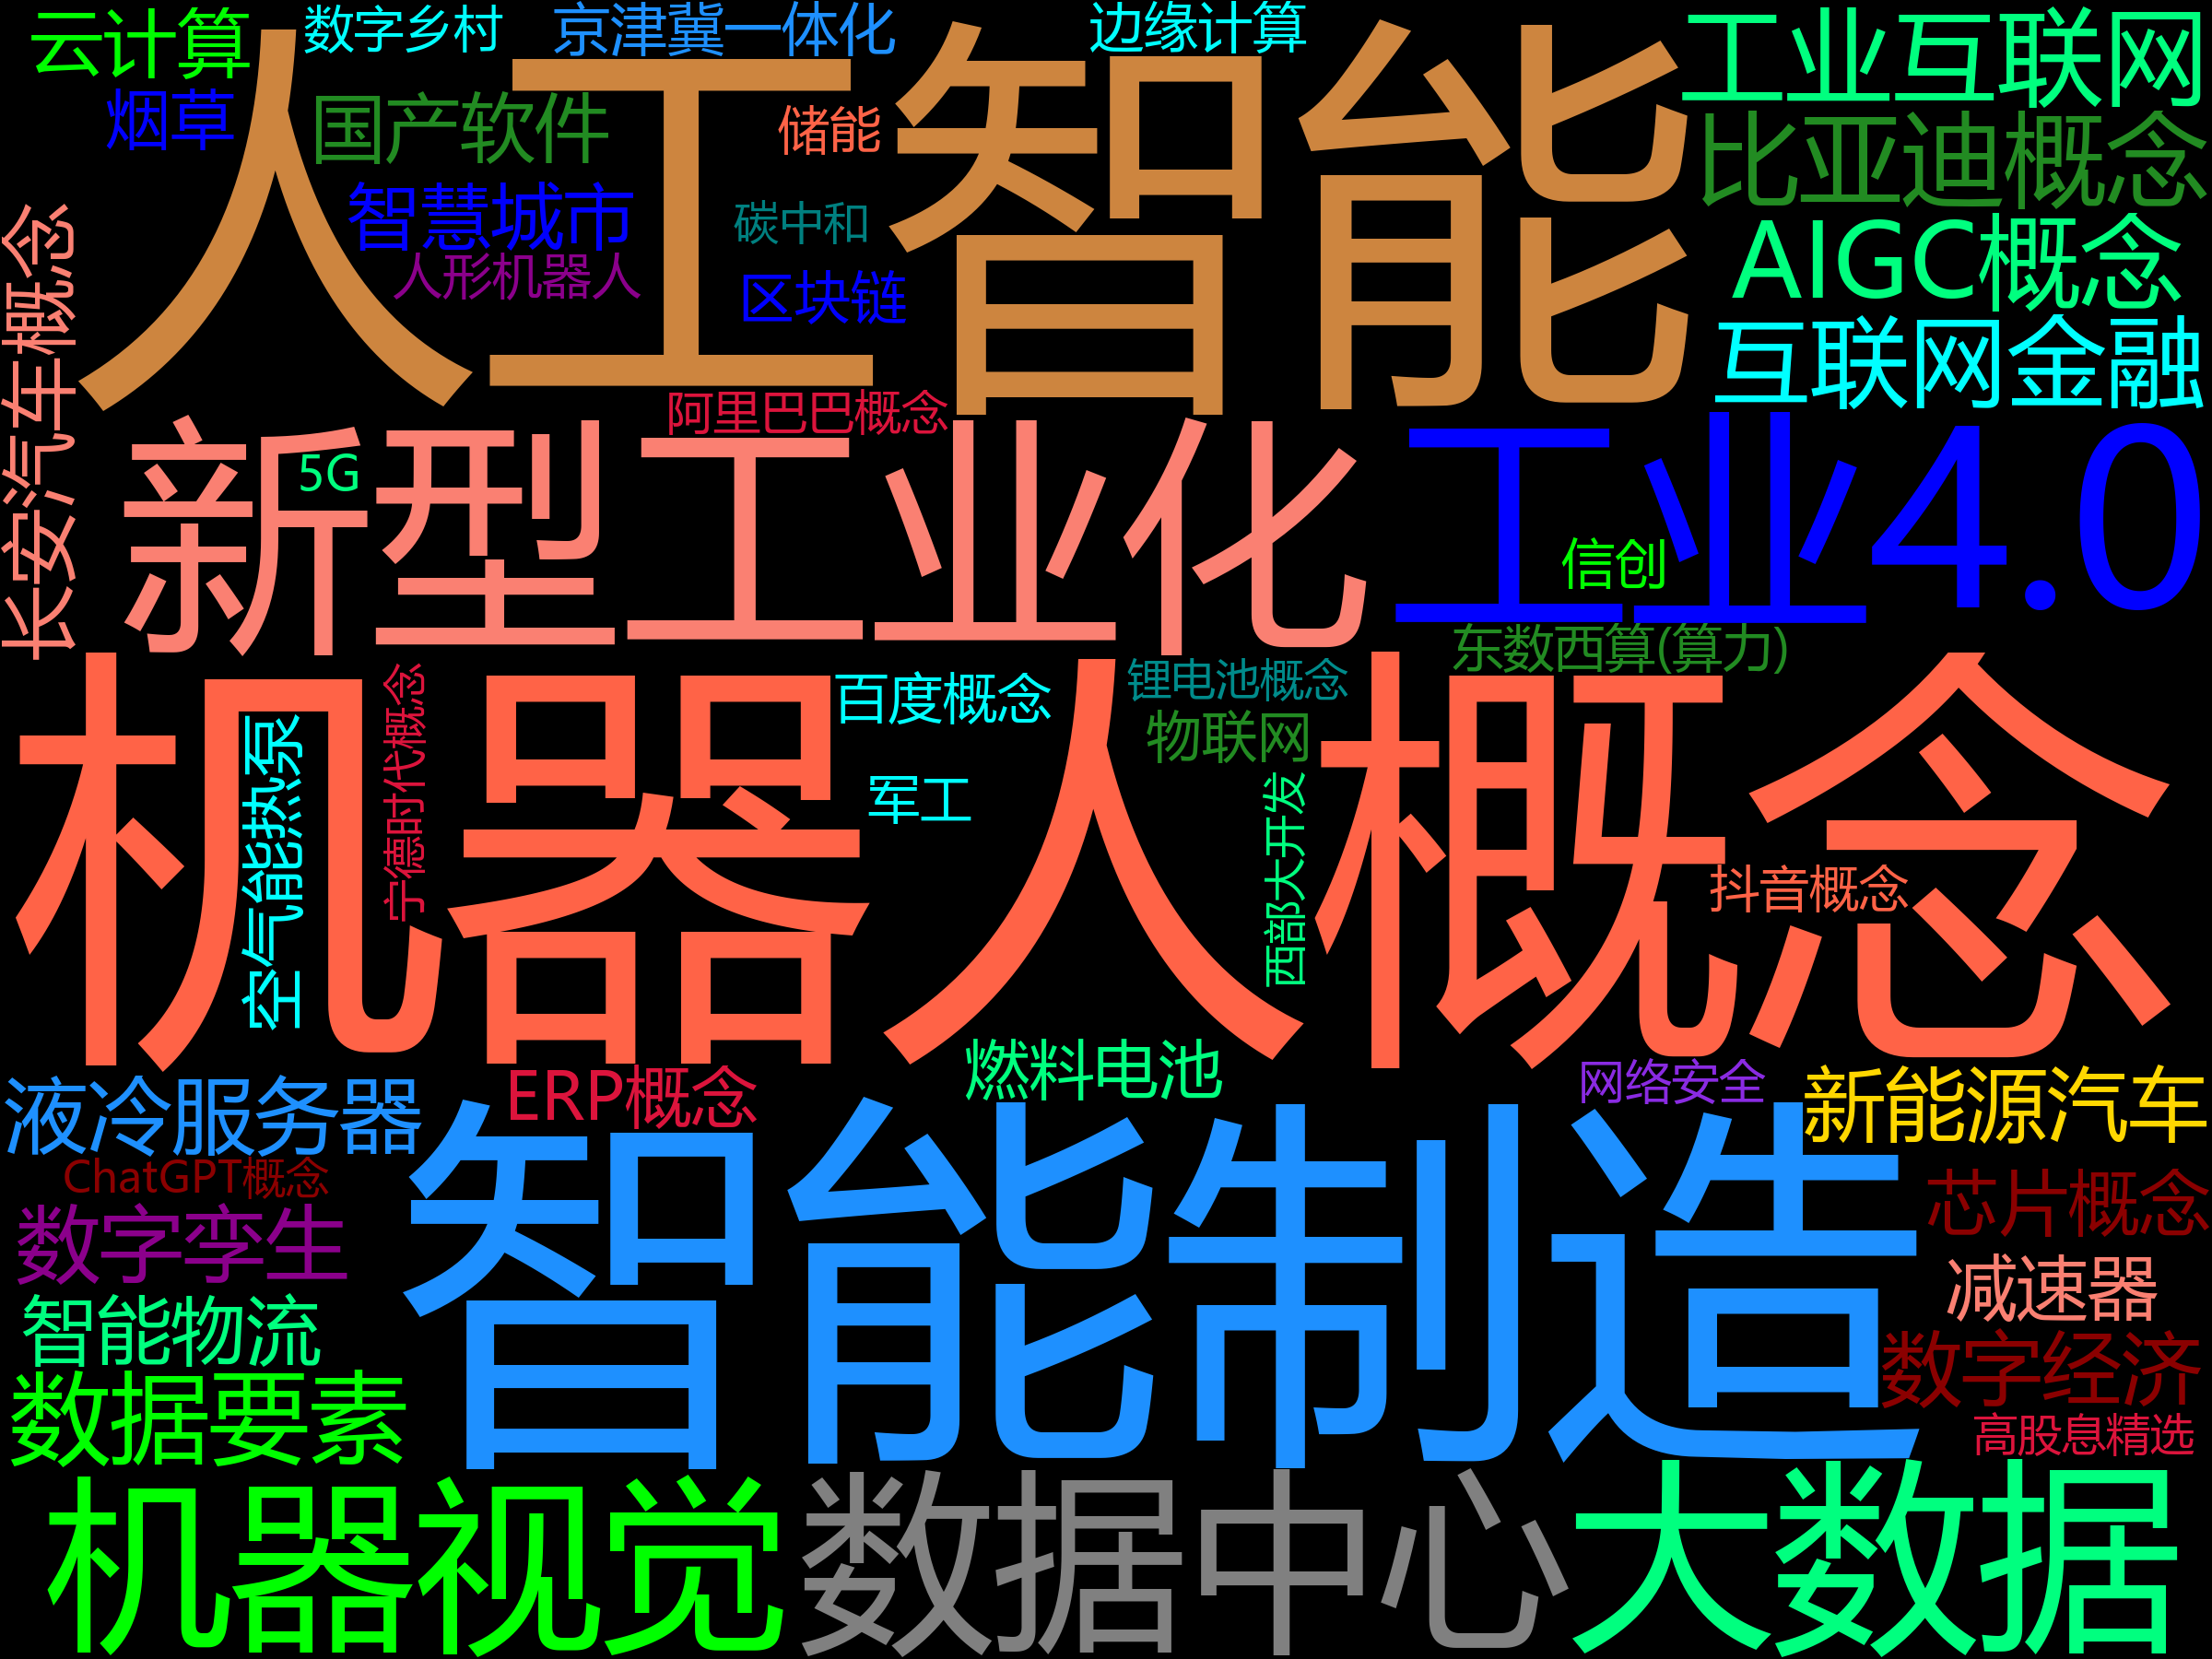 云计算
数字乡村
京津冀一体化
边缘计算
工业互联网
人工智能
烟草
国产软件
储能
比亚迪概念
智慧城市
碳中和
AIGC概念
人形机器人
区块链
长安汽车概念
互联网金融
阿里巴巴概念
新型工业化
工业4.0
5G
信创
东数西算(算力)
机器人概念
百度概念
锂电池概念
物联网
空气能热泵
宁德时代概念
军工
西部大开发
抖音概念
液冷服务器
ERP概念
燃料电池
网络安全
新能源汽车
智能制造
ChatGPT概念
芯片概念
数字孪生
减速器
智能物流
数字经济
数据要素
高股息精选
机器视觉
数据中心
大数据